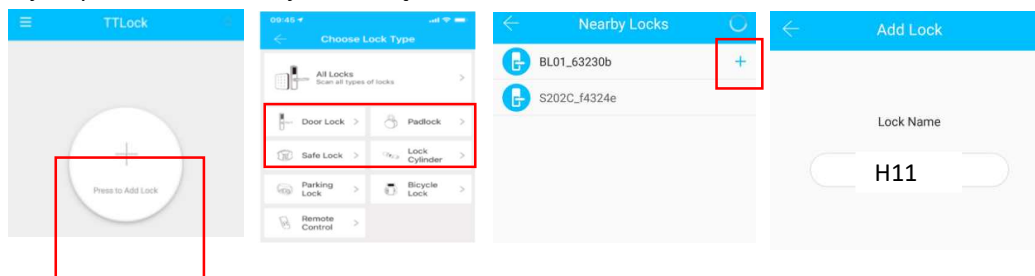 TTLock
Press to Add Lock
09:45
Choose Lock Type
All Locks
Scan all types of locks
Door Lock
Padlock
Safe Lock
Lock
Cylinder
Parking
Lock
Bicycle
Lock
Remote
Control
Nearby Locks
BL01_63230b
S202C_f4324e
Add Lock
Lock Name
H11